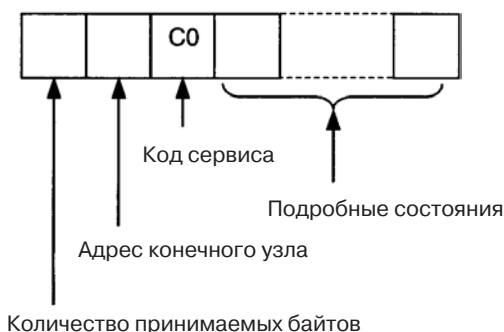 C0
Код сервиса
Подробные состояния
Адрес конечного узла
Количество принимаемых байтов